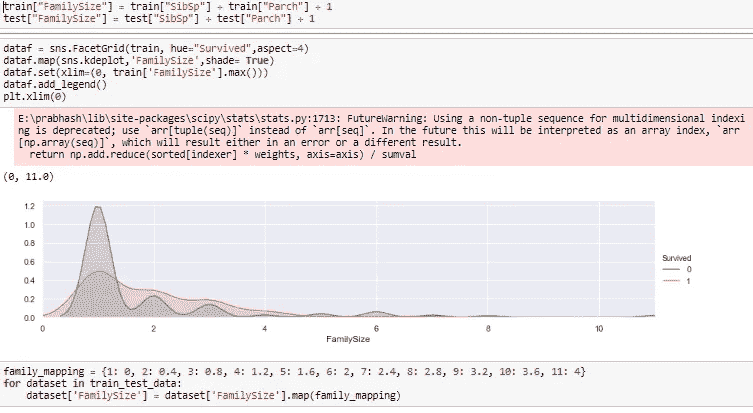 train["FamilySize"] = train["SibSp"] + train["Parch"] + 1
test["FamilySize"] = test["SibSp"] + test["Parch"] + 1
dataf = sns.FacetGrid(train, hue="Survived",aspect=4)
dataf.map(sns.kdeplot,'FamilySize',shade= True)
dataf.set(xlim=(0, train['FamilySize'].max()))
dataf.add_legend()
plt.xlim(0)
E:\prabhash\lib\site-packages\scipy\stats\stats.py:1713: FutureWarning: Using a non-tuple sequence for multidimensional indexi
ng is deprecated; use `arr[tuple(seq)]` instead of `arr[seq]`. In the future this will be interpreted as an array index, `arr
[np.array(seq)]`, which will result either in an error or a different result.
return np.add.reduce(sorted[indexer] * weights, axis=axis) / sumval
(0, 11.0)
1.2
1.0
0.8
0.6
0.4
0.2
0.0
0 2 4 6 8 10
FamilySize
Survived
0
1
family_mapping = {1: 0, 2: 0.4, 3: 0.8, 4: 1.2, 5: 1.6, 6: 2, 7: 2.4, 8: 2.8, 9: 3.2, 10: 3.6, 11: 4}
for dataset in train_test_data:
dataset['FamilySize'] = dataset['FamilySize'].map(family_mapping)